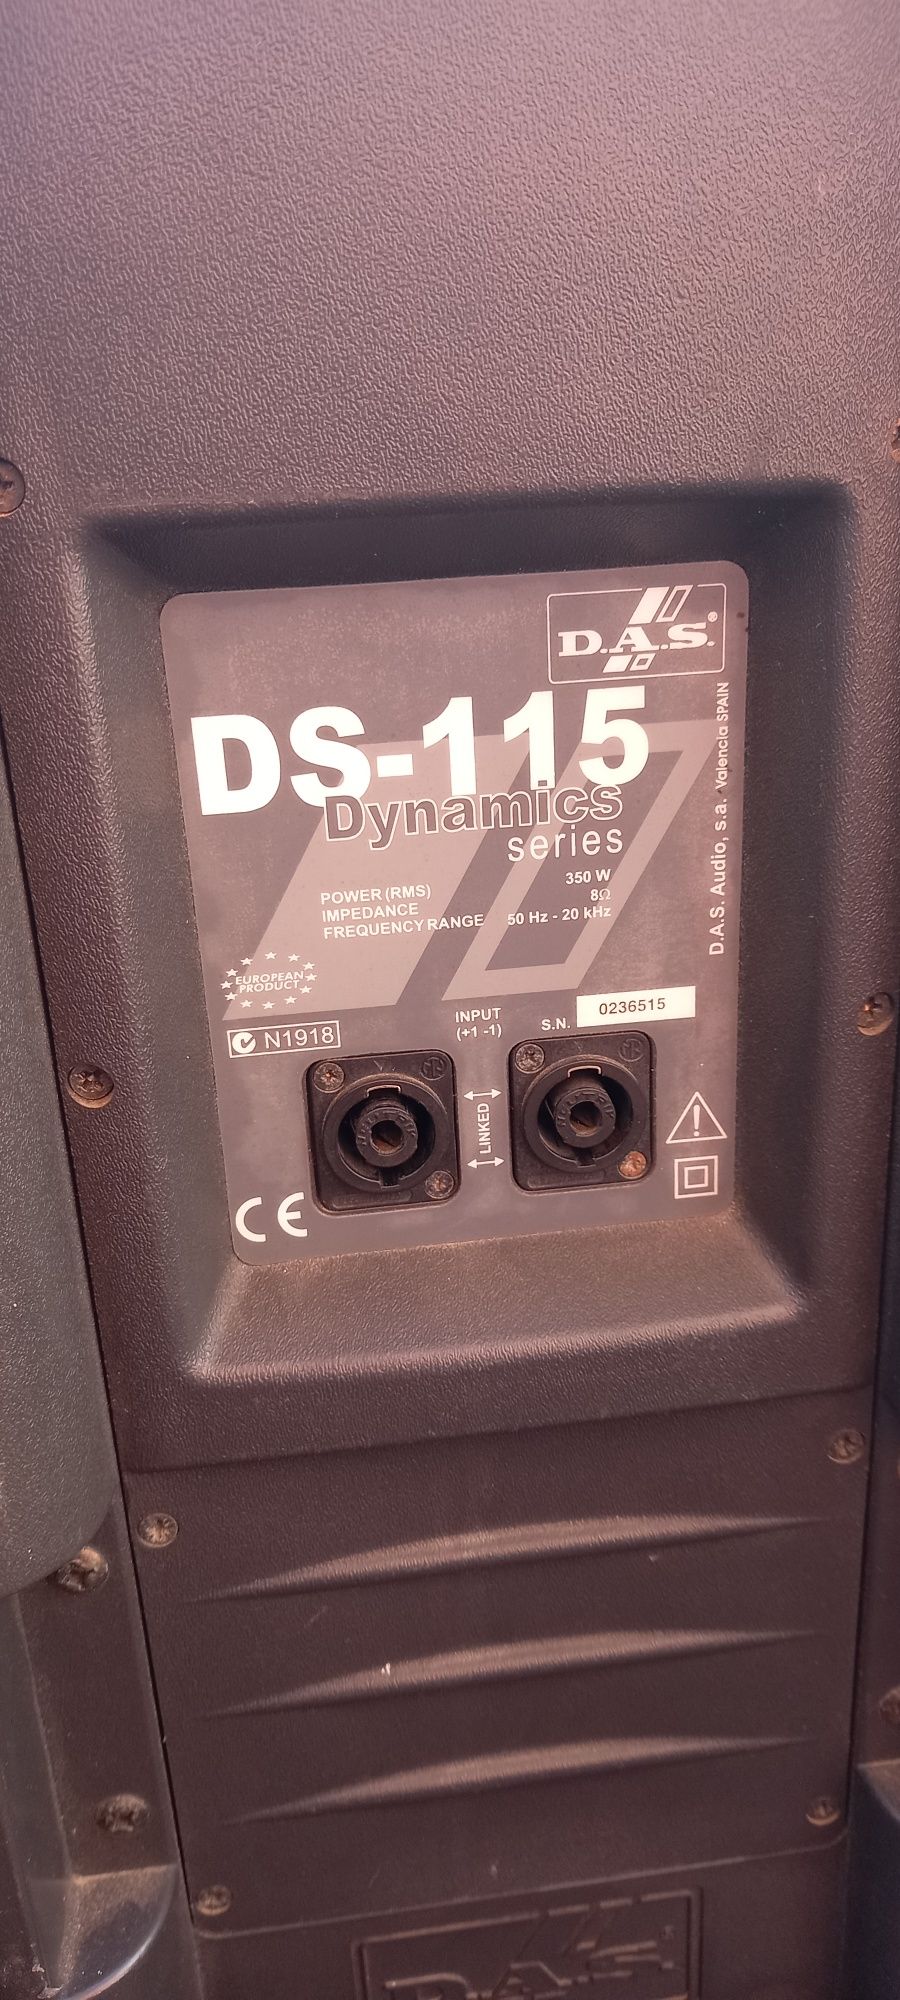 D.A.S.®
DS-115
Dynamics
series
POWER (RMS) 350 W
IMPEDANCE 8Ω
FREQUENCY RANGE 50 Hz - 20 kHz
D.A.S. Audio, s.a. Valencia SPAIN
EUROPEAN
PRODUCT
N1918
INPUT
(+1 -1)
S.N. 0236515
LINKED
CE
D.A.S.